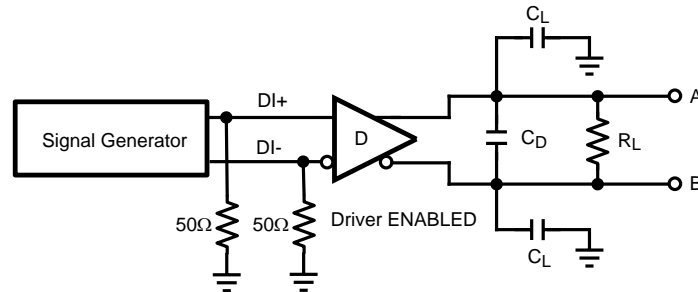 C_L
A
DI+
Signal Generator
D
C_D
R_L
DI-
B
50Ω
50Ω
Driver ENABLED
C_L